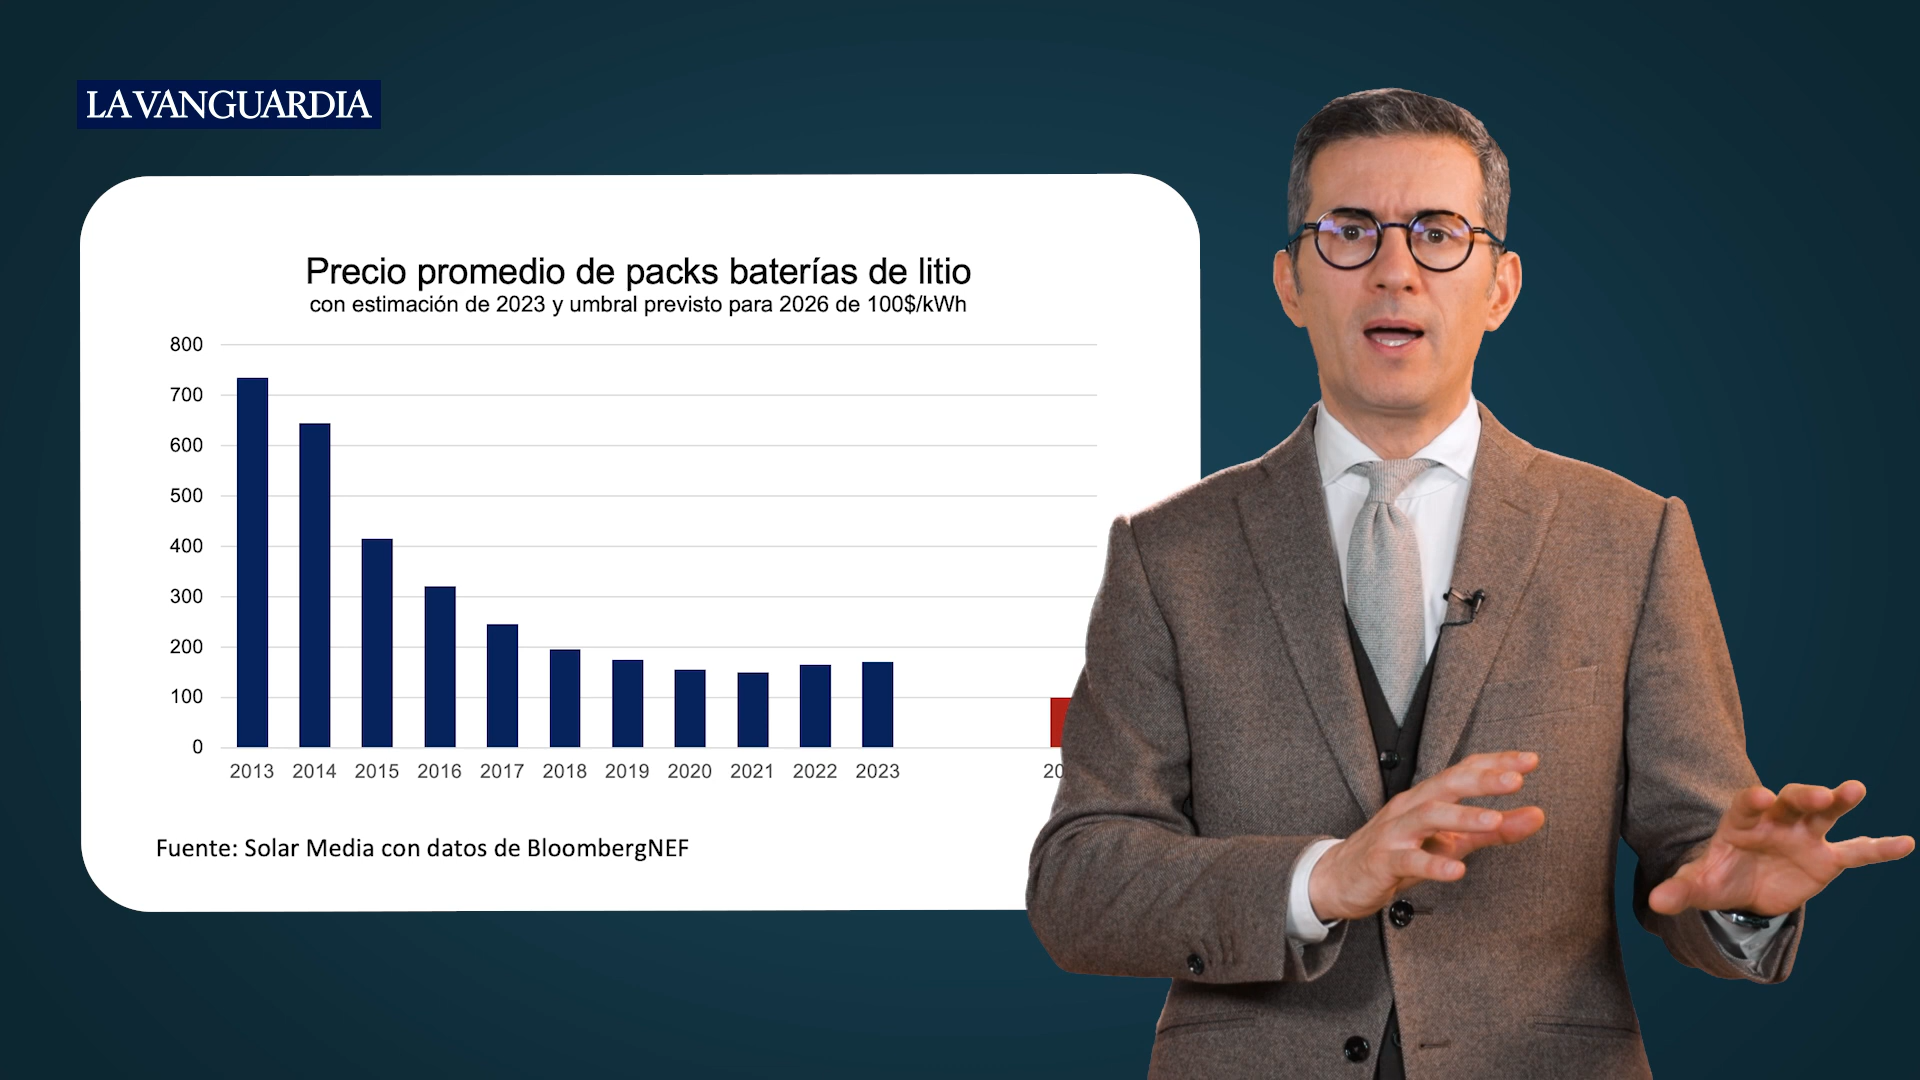 LA VANGUARDIA
Precio promedio de packs baterías de litio
con estimación de 2023 y umbral previsto para 2026 de 100$/kWh
800
700
600
500
400
300
200
100
0
2013 2014 2015 2016 2017 2018 2019 2020 2021 2022 2023
Fuente: Solar Media con datos de BloombergNEF